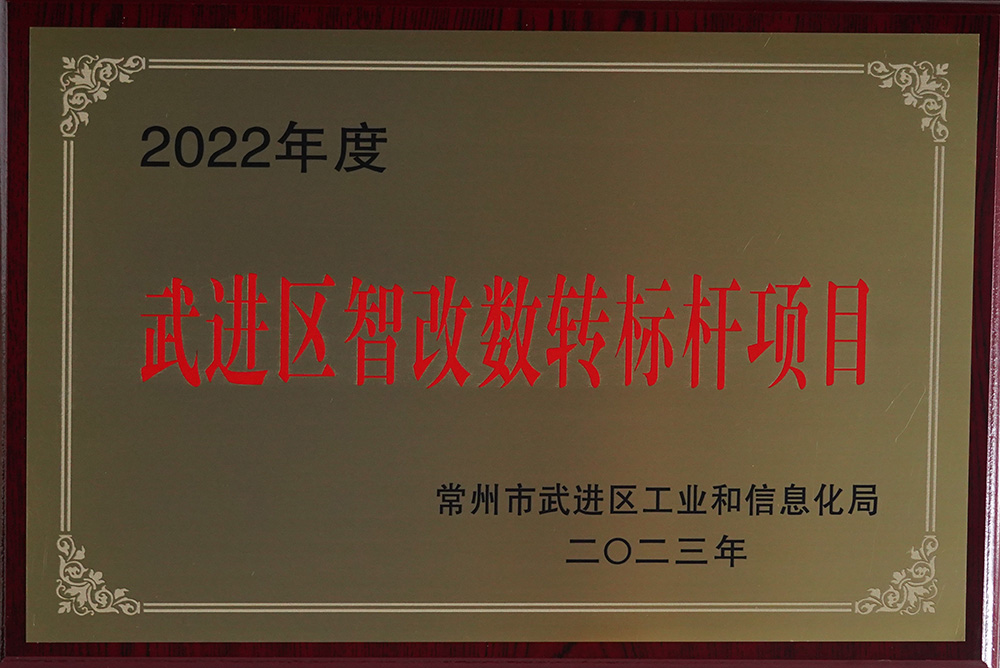 2022年度
武进区智改数转标杆项目
常州市武进区工业和信息化局
二〇二三年